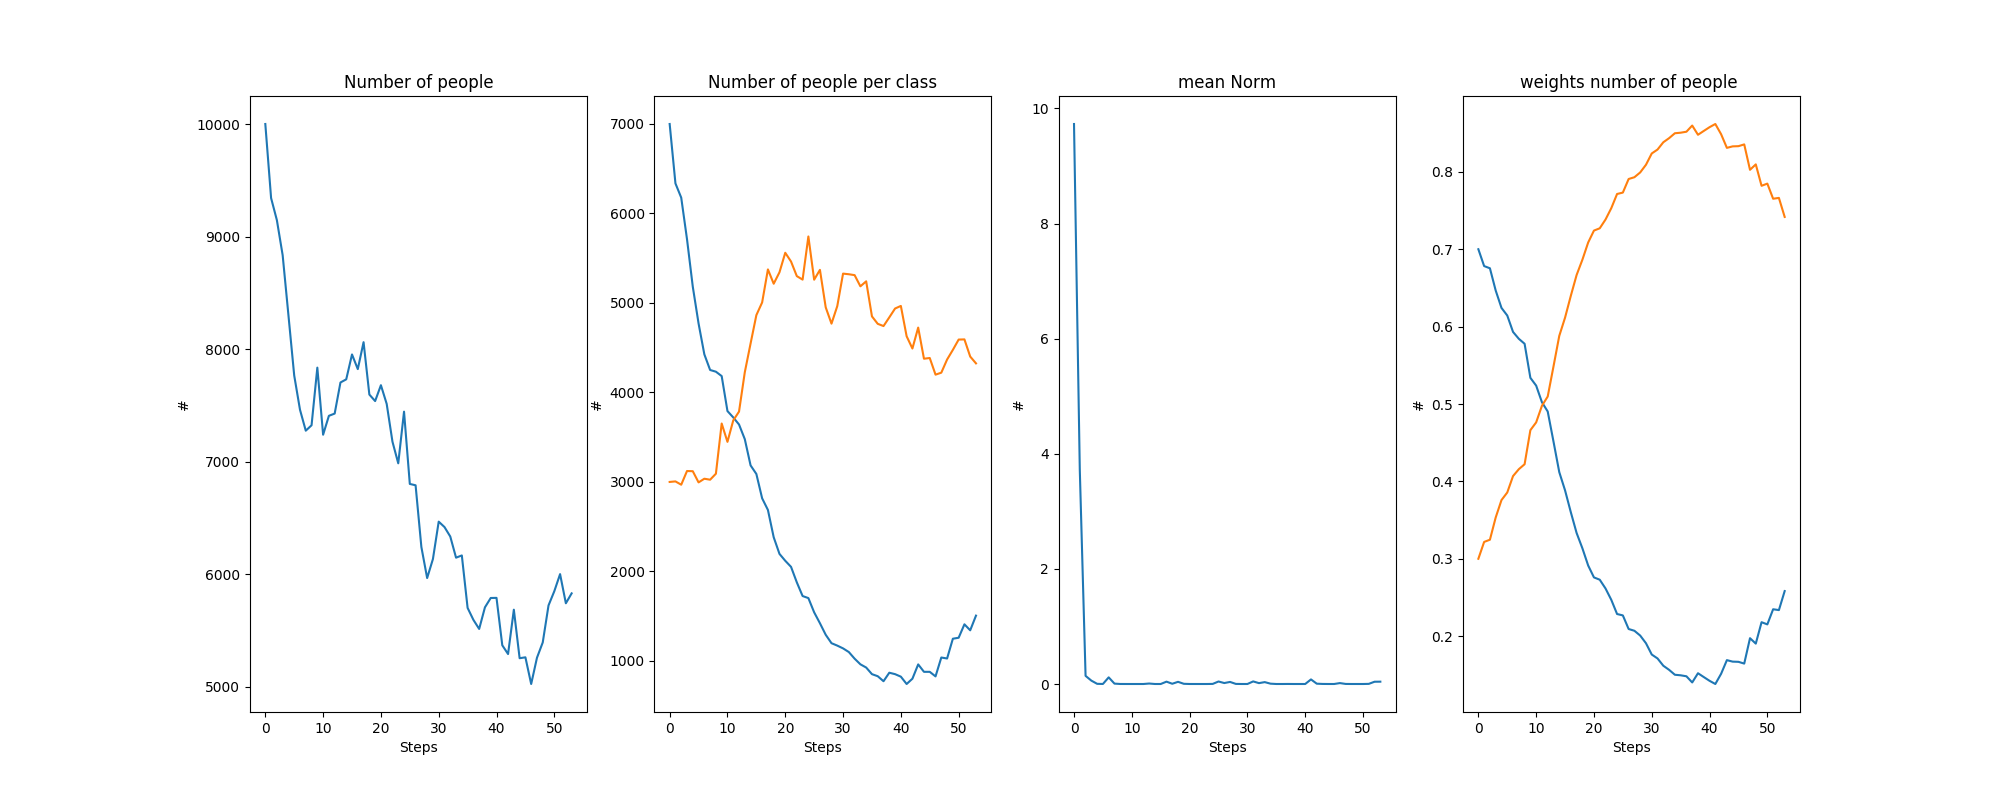 Number of people
10000
9000
8000
7000
6000
5000
#
0 10 20 30 40 50
Steps
Number of people per class
7000
6000
5000
4000
3000
2000
1000
#
0 10 20 30 40 50
Steps
mean Norm
10
8
6
4
2
0
#
0 10 20 30 40 50
Steps
weights number of people
0.8
0.7
0.6
0.5
0.4
0.3
0.2
#
0 10 20 30 40 50
Steps